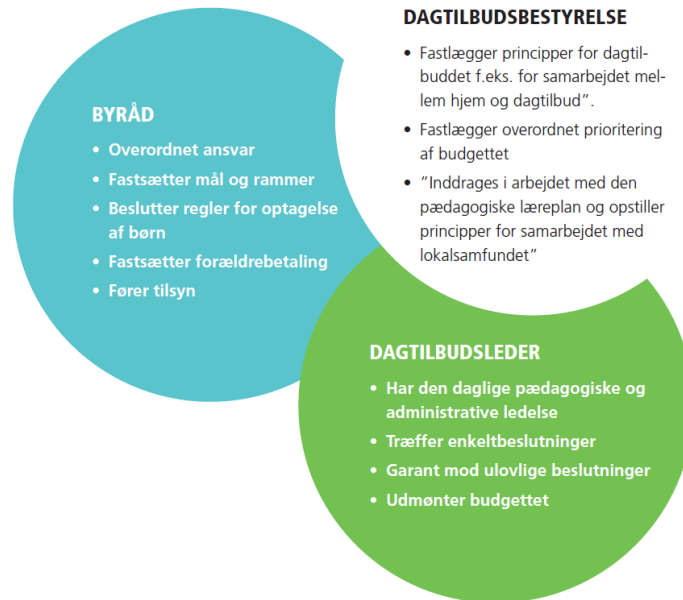 DAGTILBUDSBESTYRELSE
• Fastlægger principper for dagtil-
buddet f.eks. for samarbejdet mel-
lem hjem og dagtilbud”.
• Fastlægger overordnet prioritering
af budgettet
• “Inddrages i arbejdet med den
pædagogiske læreplan og opstiller
principper for samarbejdet med
lokalsamfundet”
BYRÅD
• Overordnet ansvar
• Fastsætter mål og rammer
• Beslutter regler for optagelse
af børn
• Fastsætter forældrebetaling
• Fører tilsyn
DAGTILBUDSLEDER
• Har den daglige pædagogiske og
administrative ledelse
• Træffer enkeltbeslutninger
• Garant mod ulovlige beslutninger
• Udmønter budgettet